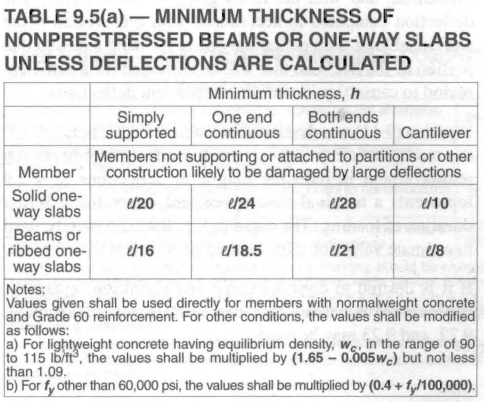 TABLE 9.5(a) — MINIMUM THICKNESS OF
NONPRESTRESSED BEAMS OR ONE-WAY SLABS
UNLESS DEFLECTIONS ARE CALCULATED
Minimum thickness, h
Simply supported One end continuous Both ends continuous Cantilever
Member Members not supporting or attached to partitions or other construction likely to be damaged by large deflections
Solid one-way slabs ℓ/20 ℓ/24 ℓ/28 ℓ/10
Beams or ribbed one-way slabs ℓ/16 ℓ/18.5 ℓ/21 ℓ/8
Notes:
Values given shall be used directly for members with normalweight concrete
and Grade 60 reinforcement. For other conditions, the values shall be modified
as follows:
a) For lightweight concrete having equilibrium density, wc, in the range of 90
to 115 lb/ft³, the values shall be multiplied by (1.65 – 0.005wc) but not less
than 1.09.
b) For fy other than 60,000 psi, the values shall be multiplied by (0.4 + fy/100,000).